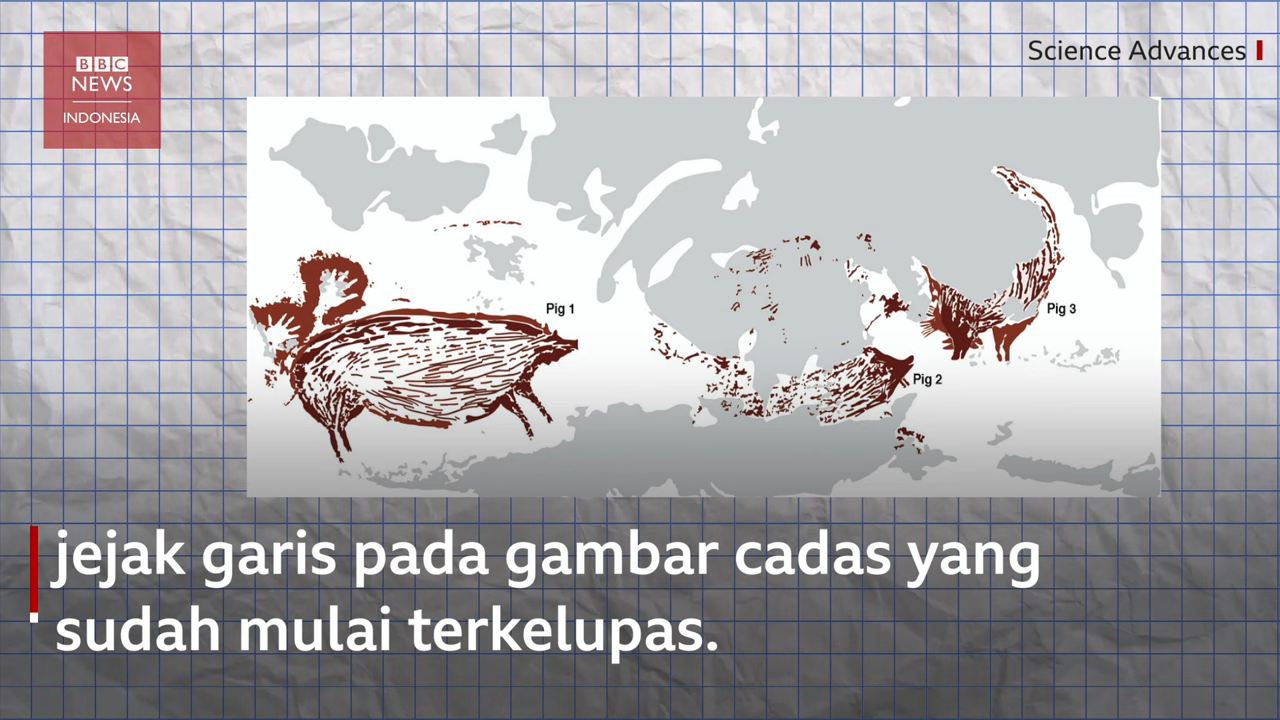 BBC
NEWS
INDONESIA
Science Advances
Pig 1
Pig 3
Pig 2
jejak garis pada gambar cadas yang
sudah mulai terkelupas.